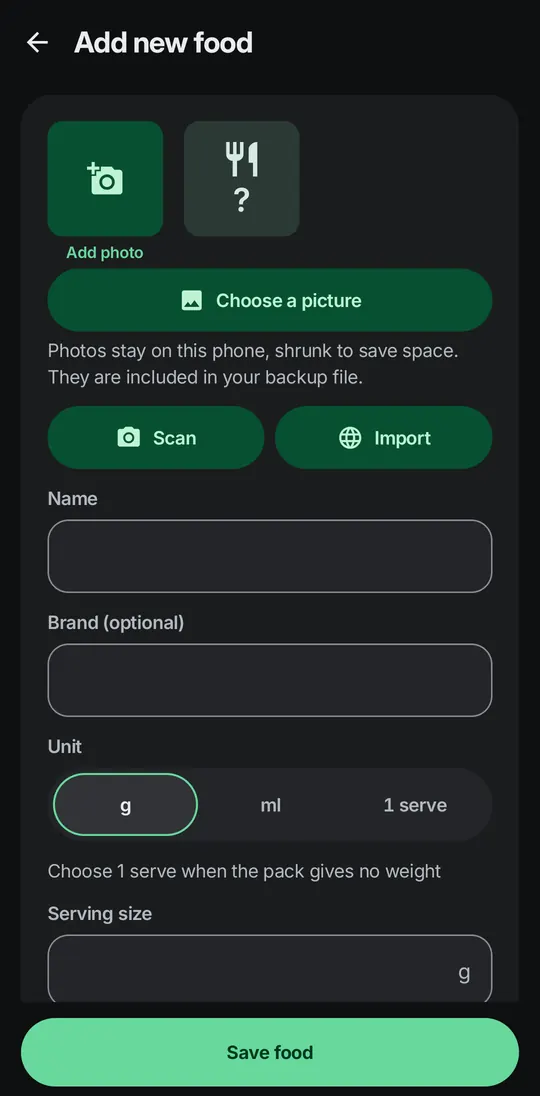 Add new food
?
Add photo
Choose a picture
Photos stay on this phone, shrunk to save space.
They are included in your backup file.
Scan
Import
Name
Brand (optional)
Unit
g
ml
1 serve
Choose 1 serve when the pack gives no weight
Serving size
g
Save food